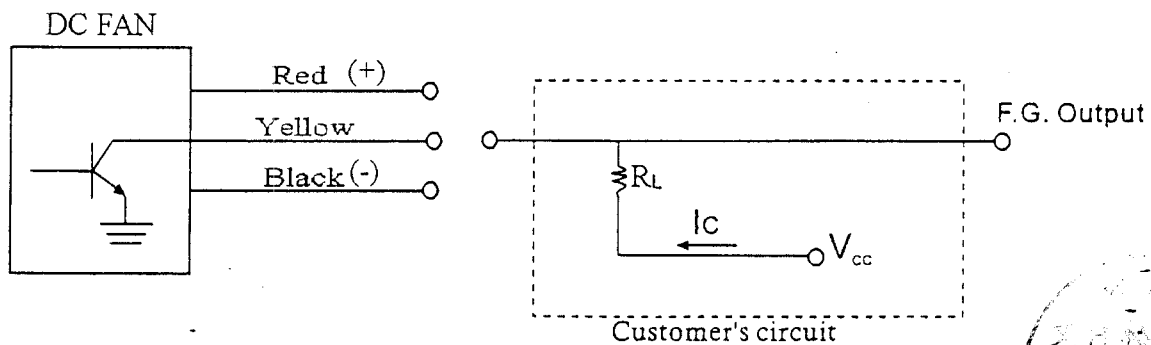 DC FAN
Red (+)
Yellow
Black (-)
F.G. Output
RL
IC
Vcc
Customer's circuit